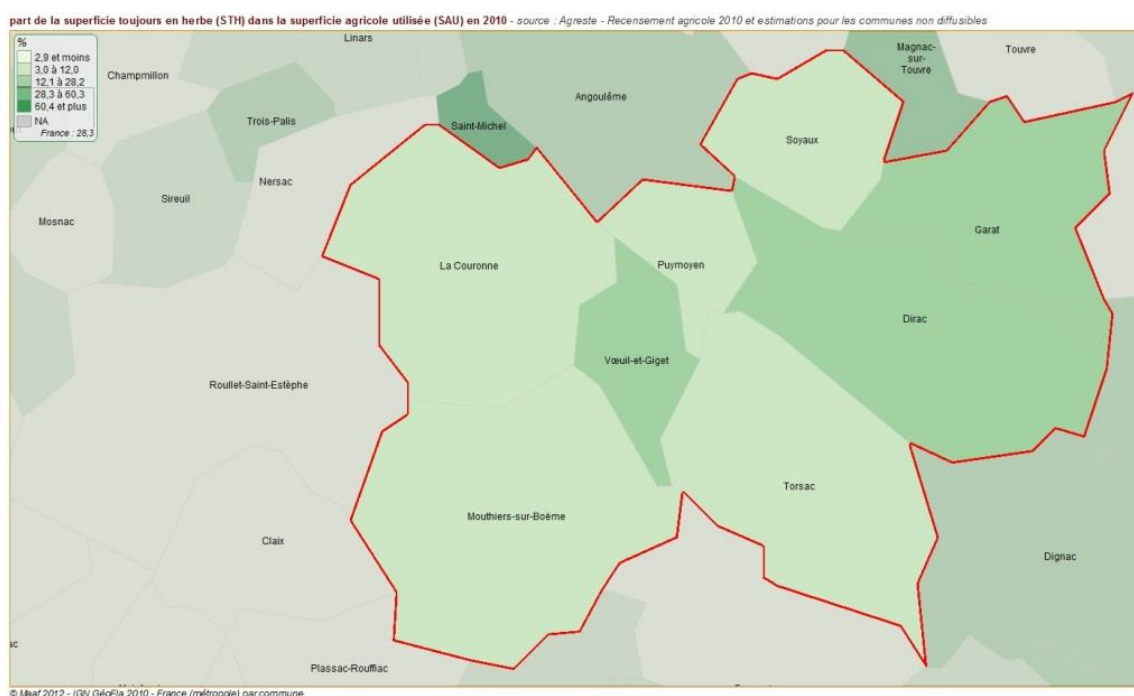 part de la superficie toujours en herbe (STH) dans la superficie agricole utilisée (SAU) en 2010 - source : Agreste - Recensement agricole 2010 et estimations pour les communes non diffusibles
%
2,9 et moins
3,0 à 12,0
12,1 à 28,2
28,3 à 60,3
60,4 et plus
NA
France : 28,3
Linars
Champmillon
Magnac-
sur-
Touvre
Touvre
Angoulême
Trois-Palis
Saint-Michel
Soyaux
Nersac
Sireuil
Mosnac
Garat
La Couronne
Puymoyen
Dirac
Vœuil-et-Giget
Roullet-Saint-Estèphe
Torsac
Mouthiers-sur-Boëme
Claix
Dignac
ac
Plassac-Rouffiac
© Maaf 2012 - IGN GéoFla 2010 - France (métropole) par commune